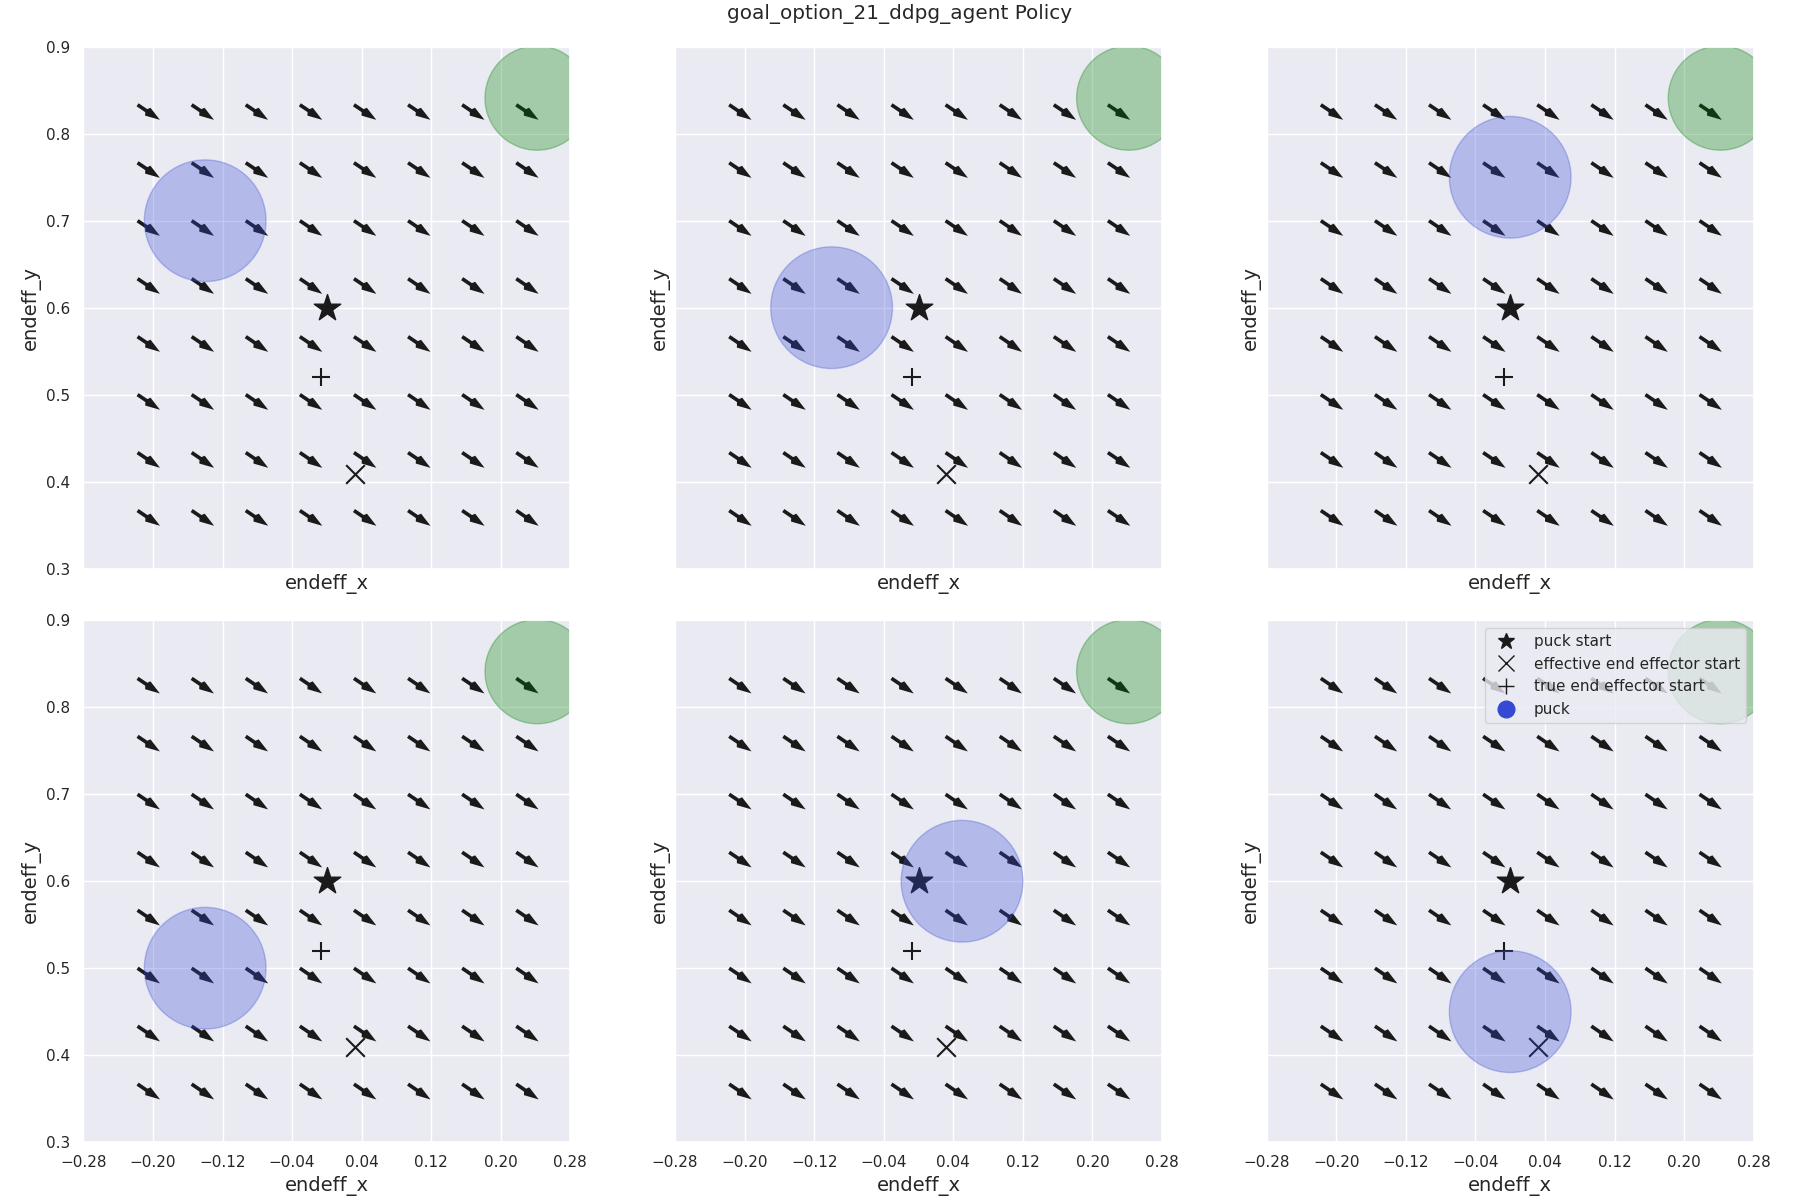 goal_option_21_ddpg_agent Policy
0.9
0.8
0.7
0.6
0.5
0.4
0.3
endeff_y
endeff_x
endeff_y
endeff_x
endeff_y
endeff_x
0.9
0.8
0.7
0.6
0.5
0.4
0.3
endeff_y
−0.28 −0.20 −0.12 −0.04 0.04 0.12 0.20 0.28
endeff_x
endeff_y
−0.28 −0.20 −0.12 −0.04 0.04 0.12 0.20 0.28
endeff_x
endeff_y
puck start
effective end effector start
true end effector start
puck
−0.28 −0.20 −0.12 −0.04 0.04 0.12 0.20 0.28
endeff_x